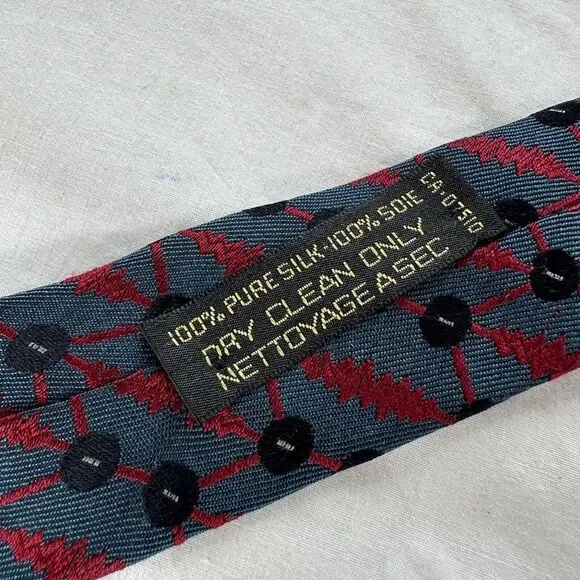 100% PURE SILK-100% SOIE
DRY CLEAN ONLY
NETTOYAGE A SEC
CA 07510